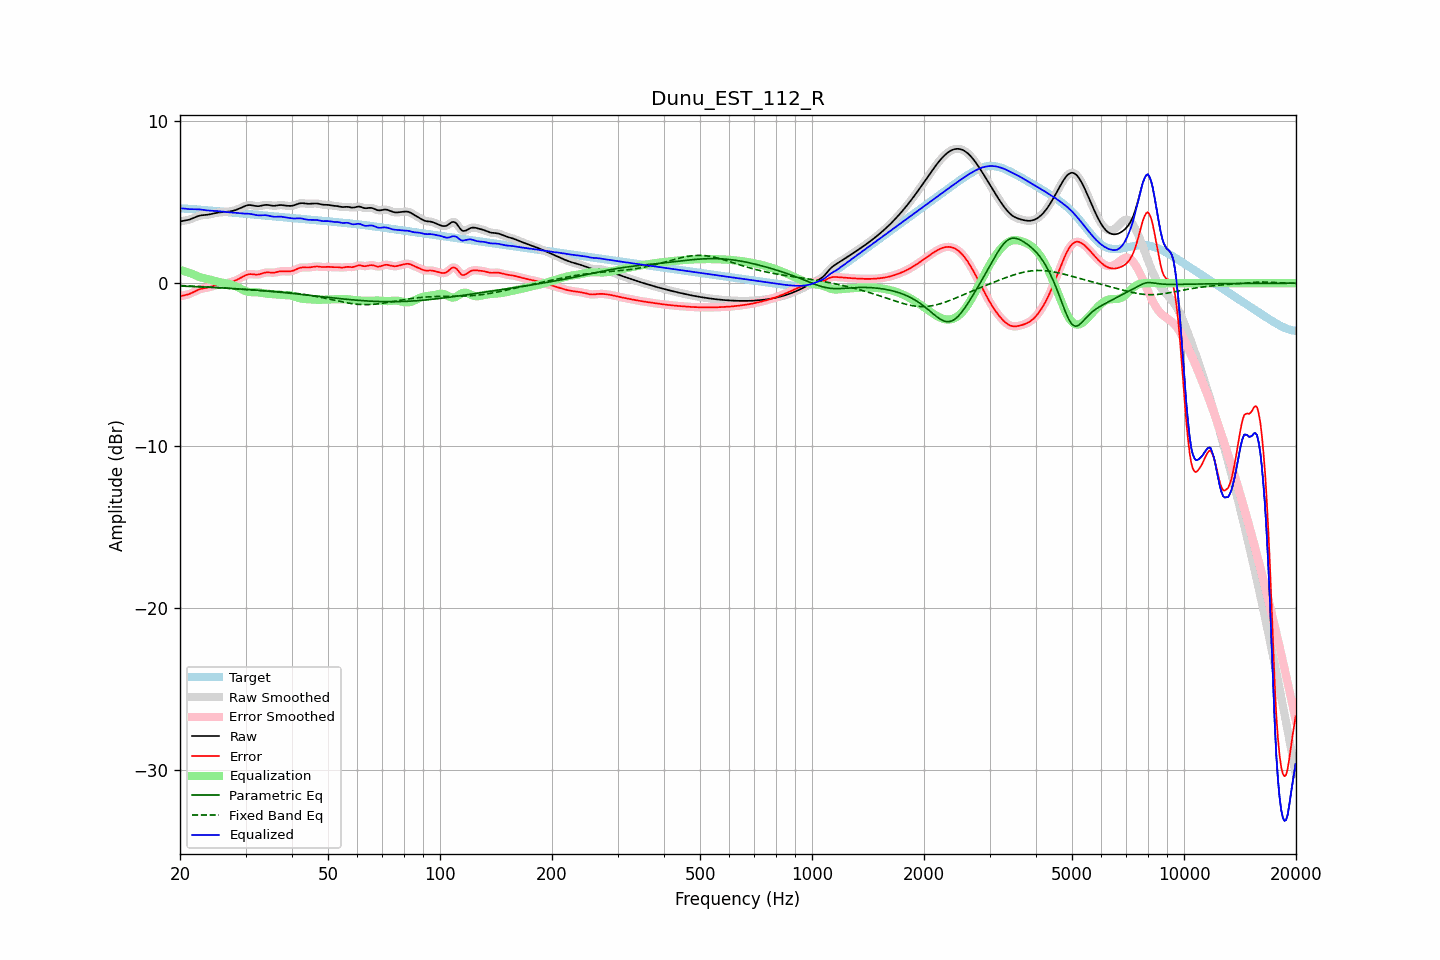 Dunu_EST_112_R
10
0
−10
−20
−30
Amplitude (dBr)
Target
Raw Smoothed
Error Smoothed
Raw
Error
Equalization
Parametric Eq
Fixed Band Eq
Equalized
20 50 100 200 500 1000 2000 5000 10000 20000
Frequency (Hz)